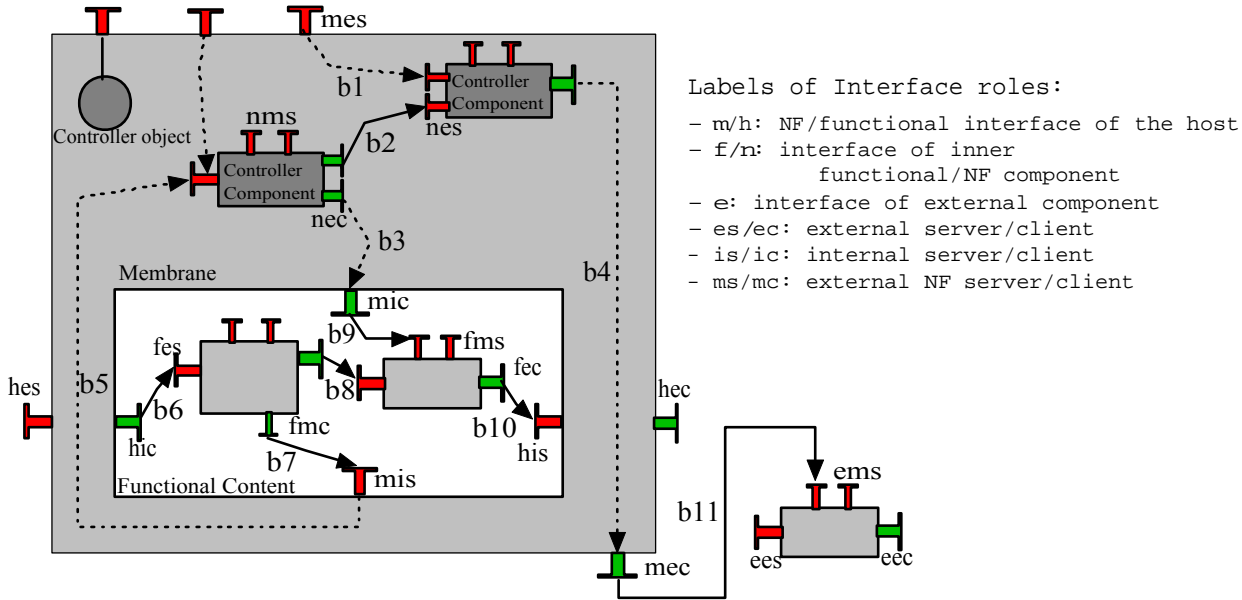 mes
b1
Controller
Component
Controller object
nms
b2
nes
Controller
Component
nec
b3
b4
Membrane
mic
b9
fms
fes
fec
b8
hes
b5
b6
fmc
b10
hec
hic
b7
his
mis
Functional Content
ems
b11
mec
ees
eec
Labels of Interface roles:
– m/h: NF/functional interface of the host
– f/n: interface of inner
functional/NF component
– e: interface of external component
– es/ec: external server/client
- is/ic: internal server/client
- ms/mc: external NF server/client